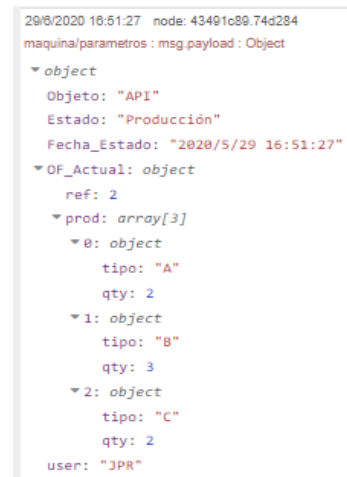 29/6/2020 16:51:27 node: 43491c89.74d284
maquina/parametros : msg.payload : Object
object
Objeto: "API"
Estado: "Producción"
Fecha_Estado: "2020/5/29 16:51:27"
OF_Actual: object
ref: 2
prod: array[3]
0: object
tipo: "A"
qty: 2
1: object
tipo: "B"
qty: 3
2: object
tipo: "C"
qty: 2
user: "JPR"